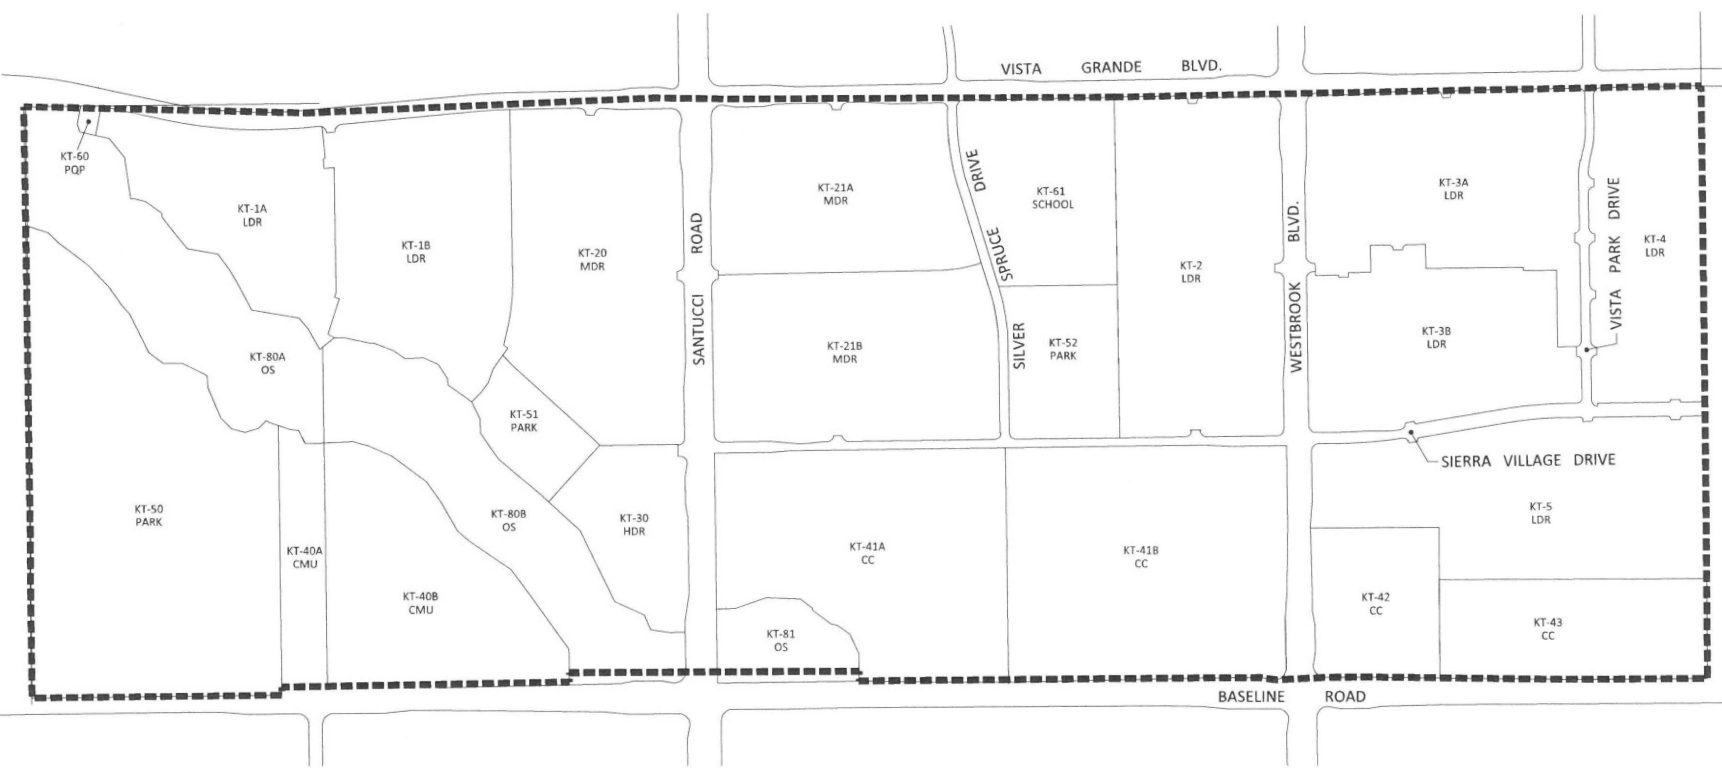 VISTA GRANDE BLVD.
KT-60
PQP
KT-1A
LDR
KT-1B
LDR
KT-20
MDR
SANTUCCI ROAD
KT-21A
MDR
SILVER SPRUCE DRIVE
KT-61
SCHOOL
KT-2
LDR
WESTBROOK BLVD.
KT-3A
LDR
VISTA PARK DRIVE
KT-4
LDR
KT-80A
OS
KT-21B
MDR
KT-52
PARK
KT-3B
LDR
KT-51
PARK
SIERRA VILLAGE DRIVE
KT-50
PARK
KT-40A
CMU
KT-80B
OS
KT-30
HDR
KT-41A
CC
KT-41B
CC
KT-5
LDR
KT-40B
CMU
KT-42
CC
KT-81
OS
KT-43
CC
BASELINE ROAD